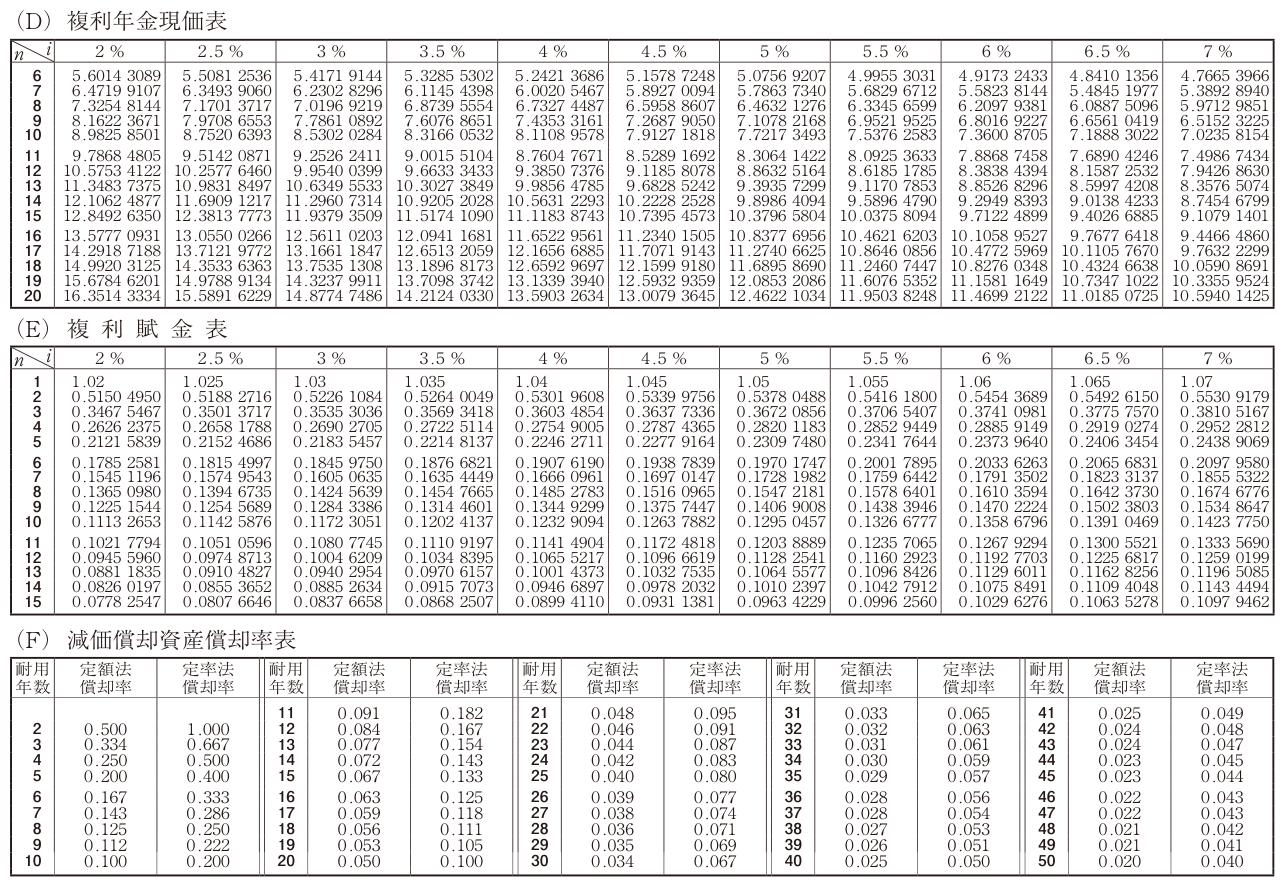 (D) 複利年金現価表
n i 2% 2.5% 3% 3.5% 4% 4.5% 5% 5.5% 6% 6.5% 7%
6 5.6014 3089 5.5081 2536 5.4171 9144 5.3285 5302 5.2421 3686 5.1578 7248 5.0756 9207 4.9955 3031 4.9173 2433 4.8410 1356 4.7665 3966
7 6.4719 9107 6.3493 9060 6.2302 8296 6.1145 4398 6.0020 5467 5.8927 0094 5.7863 7340 5.6829 6712 5.5823 8144 5.4845 1977 5.3892 8940
8 7.3254 8144 7.1701 3717 7.0196 9219 6.8739 5554 6.7327 4487 6.5958 8607 6.4632 1276 6.3345 6599 6.2097 9381 6.0887 5096 5.9712 9851
9 8.1622 3671 7.9708 6553 7.7861 0892 7.6076 8651 7.4353 3161 7.2687 9050 7.1078 2168 6.9521 9525 6.8016 9227 6.6561 0419 6.5152 3225
10 8.9825 8501 8.7520 6393 8.5302 0284 8.3166 0532 8.1108 9578 7.9127 1818 7.7217 3493 7.5376 2583 7.3600 8705 7.1888 3022 7.0235 8154
11 9.7868 4805 9.5142 0871 9.2526 2411 9.0015 5104 8.7604 7671 8.5289 1692 8.3064 1422 8.0925 3633 7.8868 7458 7.6890 4246 7.4986 7434
12 10.5753 4122 10.2577 6460 9.9540 0399 9.6633 3433 9.3850 7376 9.1185 8078 8.8632 5164 8.6185 1785 8.3838 4394 8.1587 2532 7.9426 8630
13 11.3483 7375 10.9831 8497 10.6349 5533 10.3027 3849 9.9856 4785 9.6828 5242 9.3935 7299 9.1170 7853 8.8526 8296 8.5997 4208 8.3576 5074
14 12.1062 4877 11.6909 1217 11.2960 7314 10.9205 2028 10.5631 2293 10.2228 2528 9.8986 4094 9.5896 4790 9.2949 8393 9.0138 4233 8.7454 6799
15 12.8492 6350 12.3813 7773 11.9379 3509 11.5174 1090 11.1183 8743 10.7395 4573 10.3796 5804 10.0375 8094 9.7122 4899 9.4026 6885 9.1079 1401
16 13.5777 0931 13.0550 0266 12.5611 0203 12.0941 1681 11.6522 9561 11.2340 1505 10.8377 6956 10.4621 6203 10.1058 9527 9.7677 6418 9.4466 4860
17 14.2918 7188 13.7121 9772 13.1661 1847 12.6513 2059 12.1656 6885 11.7071 9143 11.2740 6625 10.8646 0856 10.4772 5969 10.1105 7670 9.7632 2299
18 14.9920 3125 14.3533 6363 13.7535 1308 13.1896 8173 12.6592 9697 12.1599 9180 11.6895 8690 11.2460 7447 10.8276 0348 10.4324 6638 10.0590 8691
19 15.6784 6201 14.9788 9134 14.3237 9911 13.7098 3742 13.1339 3940 12.5932 9359 12.0853 2086 11.6076 5352 11.1581 1649 10.7347 1022 10.3355 9524
20 16.3514 3334 15.5891 6229 14.8774 7486 14.2124 0330 13.5903 2634 13.0079 3645 12.4622 1034 11.9503 8248 11.4699 2122 11.0185 0725 10.5940 1425
(E) 複利賦金表
n i 2% 2.5% 3% 3.5% 4% 4.5% 5% 5.5% 6% 6.5% 7%
1 1.02 1.025 1.03 1.035 1.04 1.045 1.05 1.055 1.06 1.065 1.07
2 0.5150 4950 0.5188 2716 0.5226 1084 0.5264 0049 0.5301 9608 0.5339 9756 0.5378 0488 0.5416 1800 0.5454 3689 0.5492 6150 0.5530 9179
3 0.3467 5467 0.3501 3717 0.3535 3036 0.3569 3418 0.3603 4854 0.3637 7336 0.3672 0856 0.3706 5407 0.3741 0981 0.3775 7570 0.3810 5167
4 0.2626 2375 0.2658 1788 0.2690 2705 0.2722 5114 0.2754 9005 0.2787 4365 0.2820 1183 0.2852 9449 0.2885 9149 0.2919 0274 0.2952 2812
5 0.2121 5839 0.2152 4686 0.2183 5457 0.2214 8137 0.2246 2711 0.2277 9164 0.2309 7480 0.2341 7644 0.2373 9640 0.2406 3454 0.2438 9069
6 0.1785 2581 0.1815 4997 0.1845 9750 0.1876 6821 0.1907 6190 0.1938 7839 0.1970 1747 0.2001 7895 0.2033 6263 0.2065 6831 0.2097 9580
7 0.1545 1196 0.1574 9543 0.1605 0635 0.1635 4449 0.1666 0961 0.1697 0147 0.1728 1982 0.1759 6442 0.1791 3502 0.1823 3137 0.1855 5322
8 0.1365 0980 0.1394 6735 0.1424 5639 0.1454 7665 0.1485 2783 0.1516 0965 0.1547 2181 0.1578 6401 0.1610 3594 0.1642 3730 0.1674 6776
9 0.1225 1544 0.1254 5689 0.1284 3386 0.1314 4601 0.1344 9299 0.1375 7447 0.1406 9008 0.1438 3946 0.1470 2224 0.1502 3803 0.1534 8647
10 0.1113 2653 0.1142 5876 0.1172 3051 0.1202 4137 0.1232 9094 0.1263 7882 0.1295 0457 0.1326 6777 0.1358 6796 0.1391 0469 0.1423 7750
11 0.1021 7794 0.1051 0596 0.1080 7745 0.1110 9197 0.1141 4904 0.1172 4818 0.1203 8889 0.1235 7065 0.1267 9294 0.1300 5521 0.1333 5690
12 0.0945 5960 0.0974 8713 0.1004 6209 0.1034 8395 0.1065 5217 0.1096 6619 0.1128 2541 0.1160 2923 0.1192 7703 0.1225 6817 0.1259 0199
13 0.0881 1835 0.0910 4827 0.0940 2954 0.0970 6157 0.1001 4373 0.1032 7535 0.1064 5577 0.1096 8426 0.1129 6011 0.1162 8256 0.1196 5085
14 0.0826 0197 0.0855 3652 0.0885 2634 0.0915 7073 0.0946 6897 0.0978 2032 0.1010 2397 0.1042 7912 0.1075 8491 0.1109 4048 0.1143 4494
15 0.0778 2547 0.0807 6646 0.0837 6658 0.0868 2507 0.0899 4110 0.0931 1381 0.0963 4229 0.0996 2560 0.1029 6276 0.1063 5278 0.1097 9462
(F) 減価償却資産償却率表
耐用 定額法 定率法 耐用 定額法 定率法 耐用 定額法 定率法 耐用 定額法 定率法 耐用 定額法 定率法
年数 償却率 償却率 年数 償却率 償却率 年数 償却率 償却率 年数 償却率 償却率 年数 償却率 償却率
11 0.091 0.182 21 0.048 0.095 31 0.033 0.065 41 0.025 0.049
2 0.500 1.000 12 0.084 0.167 22 0.046 0.091 32 0.032 0.063 42 0.024 0.048
3 0.334 0.667 13 0.077 0.154 23 0.044 0.087 33 0.031 0.061 43 0.024 0.047
4 0.250 0.500 14 0.072 0.143 24 0.042 0.083 34 0.030 0.059 44 0.023 0.045
5 0.200 0.400 15 0.067 0.133 25 0.040 0.080 35 0.029 0.057 45 0.023 0.044
6 0.167 0.333 16 0.063 0.125 26 0.039 0.077 36 0.028 0.056 46 0.022 0.043
7 0.143 0.286 17 0.059 0.118 27 0.038 0.074 37 0.028 0.054 47 0.022 0.043
8 0.125 0.250 18 0.056 0.111 28 0.036 0.071 38 0.027 0.053 48 0.021 0.042
9 0.112 0.222 19 0.053 0.105 29 0.035 0.069 39 0.026 0.051 49 0.021 0.041
10 0.100 0.200 20 0.050 0.100 30 0.034 0.067 40 0.025 0.050 50 0.020 0.040